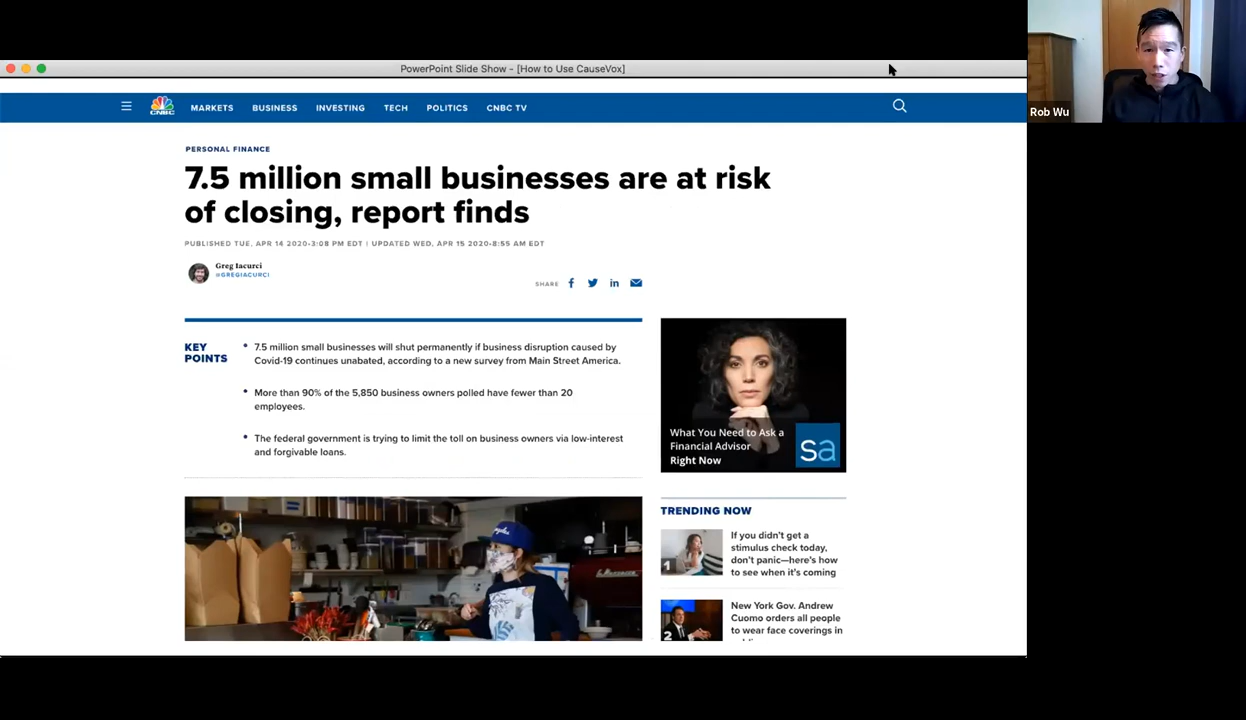 PowerPoint Slide Show - [How to Use CauseVox]
Rob Wu
CNBC
MARKETS BUSINESS INVESTING TECH POLITICS CNBC TV
PERSONAL FINANCE
7.5 million small businesses are at risk
of closing, report finds
PUBLISHED TUE, APR 14 2020•3:08 PM EDT | UPDATED WED, APR 15 2020•8:55 AM EDT
Greg Iacurci
@GREGIACURCI
SHARE
KEY
POINTS
• 7.5 million small businesses will shut permanently if business disruption caused by
Covid-19 continues unabated, according to a new survey from Main Street America.
• More than 90% of the 5,850 business owners polled have fewer than 20
employees.
• The federal government is trying to limit the toll on business owners via low-interest
and forgivable loans.
What You Need to Ask a
Financial Advisor
Right Now
sa
TRENDING NOW
1
If you didn't get a
stimulus check today,
don't panic—here's how
to see when it's coming
2
New York Gov. Andrew
Cuomo orders all people
to wear face coverings in